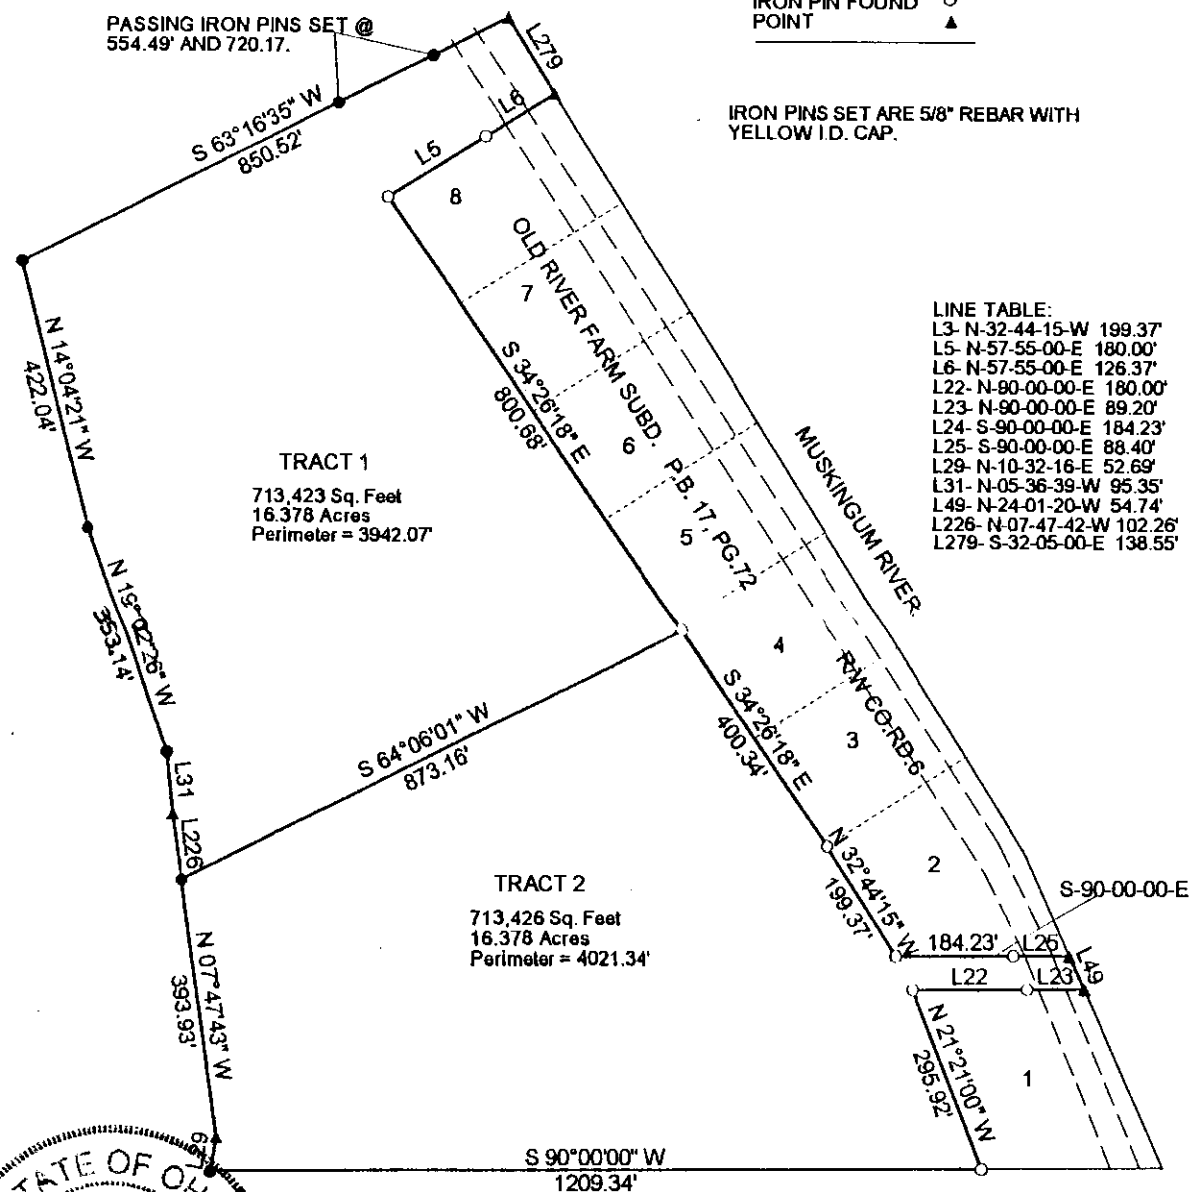 IRON PIN FOUND
POINT
PASSING IRON PINS SET @
554.49' AND 720.17.
IRON PINS SET ARE 5/8" REBAR WITH
YELLOW I.D. CAP.
L279
L6
L5
S 63°16'35" W
850.52'
8
7
6
5
4
3
2
1
OLD RIVER FARM SUBD. P.B. 17, PG.72
MUSKINGUM RIVER
R/W CO.RD.6
LINE TABLE:
L3- N-32-44-15-W 199.37'
L5- N-57-55-00-E 180.00'
L6- N-57-55-00-E 126.37'
L22- N-90-00-00-E 180.00'
L23- N-90-00-00-E 89.20'
L24- S-90-00-00-E 184.23'
L25- S-90-00-00-E 88.40'
L29- N-10-32-16-E 52.69'
L31- N-05-36-39-W 95.35'
L49- N-24-01-20-W 54.74'
L226- N-07-47-42-W 102.26'
L279- S-32-05-00-E 138.55'
N 14°04'21" W
422.04'
S 34°26'18" E
800.68'
TRACT 1
713,423 Sq. Feet
16.378 Acres
Perimeter = 3942.07'
N 19°02'26" W
353.14'
S 34°26'18" E
400.34'
S 64°06'01" W
873.16'
L31
L226
N 32°44'15" W
199.37'
TRACT 2
713,426 Sq. Feet
16.378 Acres
Perimeter = 4021.34'
S-90-00-00-E
184.23'
L25
L49
L22
L23
N 07°47'43" W
393.93'
N 21°21'00" W
295.92'
L29
S 90°00'00" W
1209.34'
STATE OF